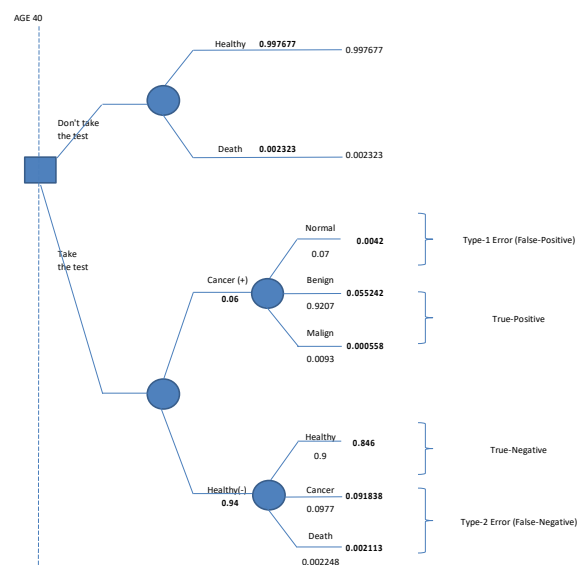 AGE 40
Healthy 0.997677
0.997677
Don't take
the test
Death 0.002323
0.002323
Take
the test
Normal
0.07
0.0042
Type-1 Error (False-Positive)
Cancer (+)
0.06
Benign
0.9207
0.055242
True-Positive
Malign
0.0093
0.000558
Healthy
0.9
0.846
True-Negative
Healthy(-)
0.94
Cancer
0.0977
0.091838
Type-2 Error (False-Negative)
Death
0.002248
0.002113